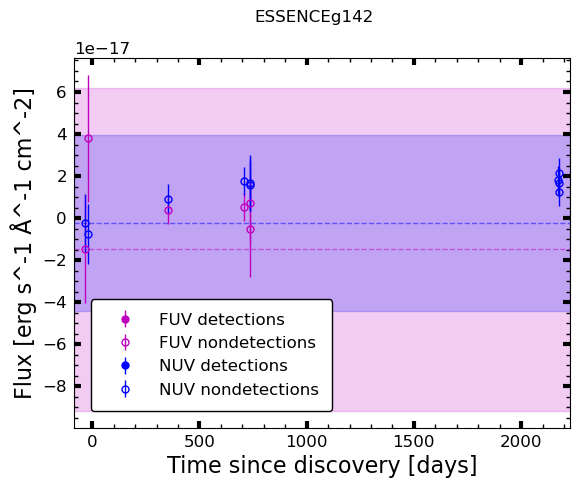 ESSENCEg142
1e−17
6
4
2
0
−2
−4
−6
−8
Flux [erg s^-1 Å^-1 cm^-2]
FUV detections
FUV nondetections
NUV detections
NUV nondetections
0 500 1000 1500 2000
Time since discovery [days]